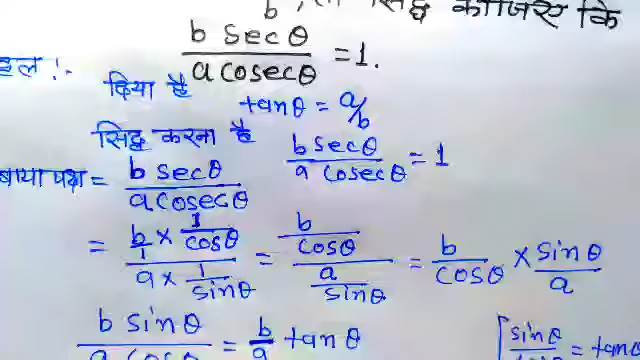 b, तो सिद्ध कीजिए कि
b secθ / a cosecθ = 1.
हल :- दिया है
tanθ = a/b
सिद्ध करना है b secθ / a cosecθ = 1
बाया पक्ष = b secθ / a cosecθ
= (b/1 × 1/cosθ) / (a × 1/sinθ) = (b/cosθ) / (a/sinθ) = b/cosθ × sinθ/a
b sinθ / a cosθ = b/a tanθ [sinθ = tanθ